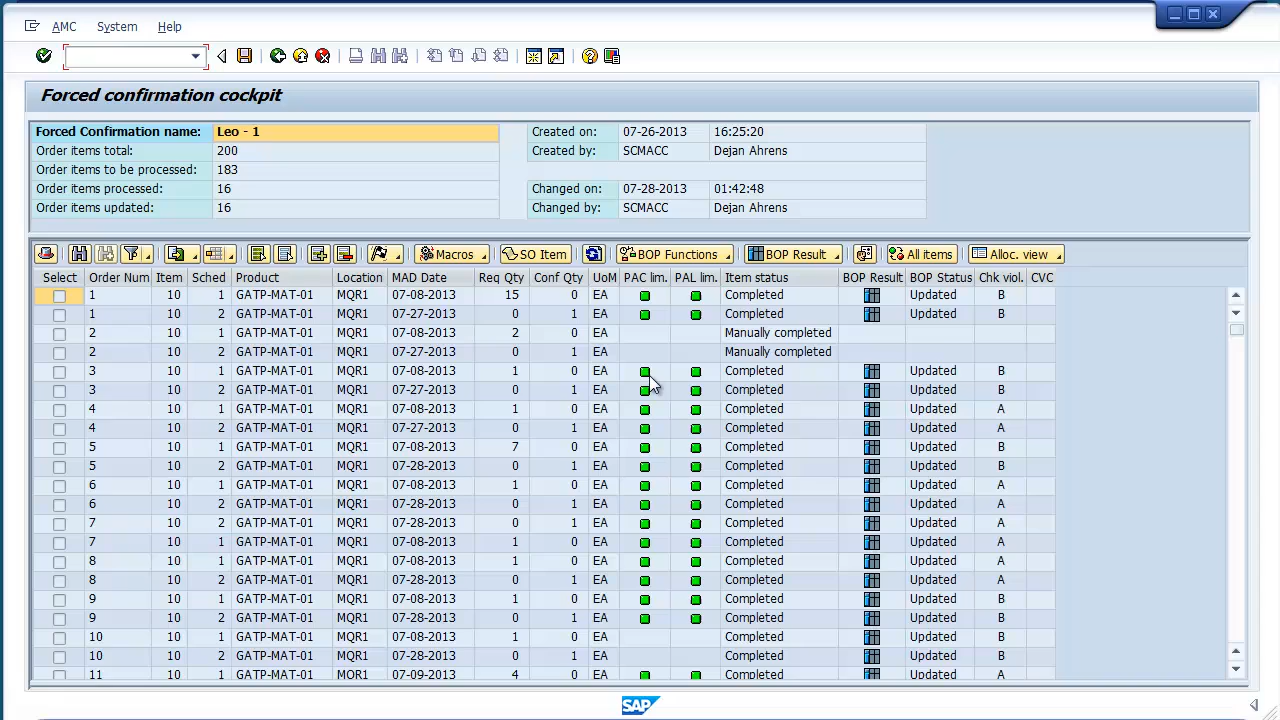 AMC System Help
Forced confirmation cockpit
Forced Confirmation name: Leo - 1 Created on: 07-26-2013 16:25:20
Order items total: 200 Created by: SCMACC Dejan Ahrens
Order items to be processed: 183
Order items processed: 16 Changed on: 07-28-2013 01:42:48
Order items updated: 16 Changed by: SCMACC Dejan Ahrens
Macros SO Item BOP Functions BOP Result All items Alloc. view
Select Order Num Item Sched Product Location MAD Date Req Qty Conf Qty UoM PAC lim. PAL lim. Item status BOP Result BOP Status Chk viol. CVC
1 10 1 GATP-MAT-01 MQR1 07-08-2013 15 0 EA Completed Updated B
1 10 2 GATP-MAT-01 MQR1 07-27-2013 0 1 EA Completed Updated B
2 10 1 GATP-MAT-01 MQR1 07-08-2013 2 0 EA Manually completed
2 10 2 GATP-MAT-01 MQR1 07-27-2013 0 1 EA Manually completed
3 10 1 GATP-MAT-01 MQR1 07-08-2013 1 0 EA Completed Updated B
3 10 2 GATP-MAT-01 MQR1 07-27-2013 0 1 EA Completed Updated B
4 10 1 GATP-MAT-01 MQR1 07-08-2013 1 0 EA Completed Updated A
4 10 2 GATP-MAT-01 MQR1 07-27-2013 0 1 EA Completed Updated A
5 10 1 GATP-MAT-01 MQR1 07-08-2013 7 0 EA Completed Updated B
5 10 2 GATP-MAT-01 MQR1 07-28-2013 0 1 EA Completed Updated B
6 10 1 GATP-MAT-01 MQR1 07-08-2013 1 0 EA Completed Updated A
6 10 2 GATP-MAT-01 MQR1 07-28-2013 0 1 EA Completed Updated A
7 10 2 GATP-MAT-01 MQR1 07-28-2013 0 1 EA Completed Updated A
7 10 1 GATP-MAT-01 MQR1 07-08-2013 1 0 EA Completed Updated A
8 10 1 GATP-MAT-01 MQR1 07-08-2013 1 0 EA Completed Updated A
8 10 2 GATP-MAT-01 MQR1 07-28-2013 0 1 EA Completed Updated A
9 10 1 GATP-MAT-01 MQR1 07-08-2013 1 0 EA Completed Updated B
9 10 2 GATP-MAT-01 MQR1 07-28-2013 0 1 EA Completed Updated B
10 10 1 GATP-MAT-01 MQR1 07-08-2013 1 0 EA Completed Updated B
10 10 2 GATP-MAT-01 MQR1 07-28-2013 0 1 EA Completed Updated B
11 10 1 GATP-MAT-01 MQR1 07-09-2013 4 0 EA Completed Updated A
SAP